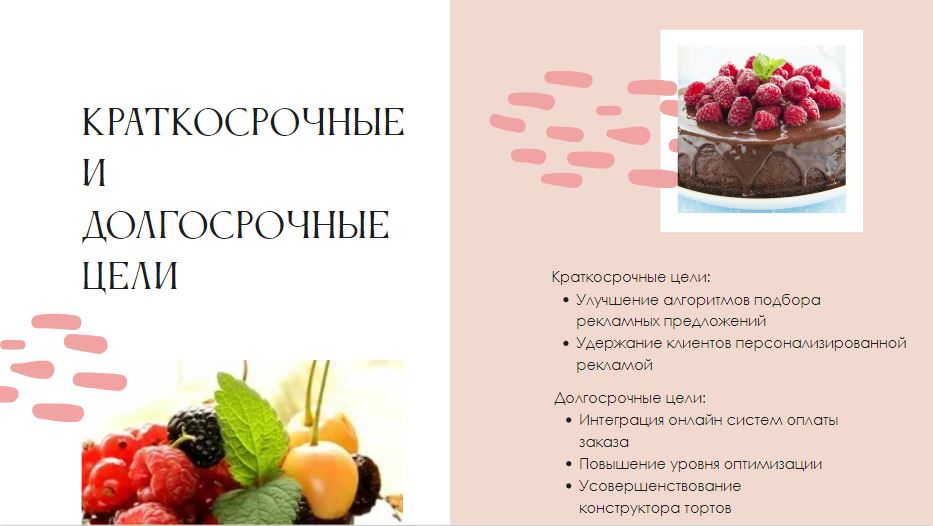 КРАТКОСРОЧНЫЕ
И
ДОЛГОСРОЧНЫЕ
ЦЕЛИ
Краткосрочные цели:
• Улучшение алгоритмов подбора
рекламных предложений
• Удержание клиентов персонализированной
рекламой
Долгосрочные цели:
• Интеграция онлайн систем оплаты
заказа
• Повышение уровня оптимизации
• Усовершенствование
конструктора тортов